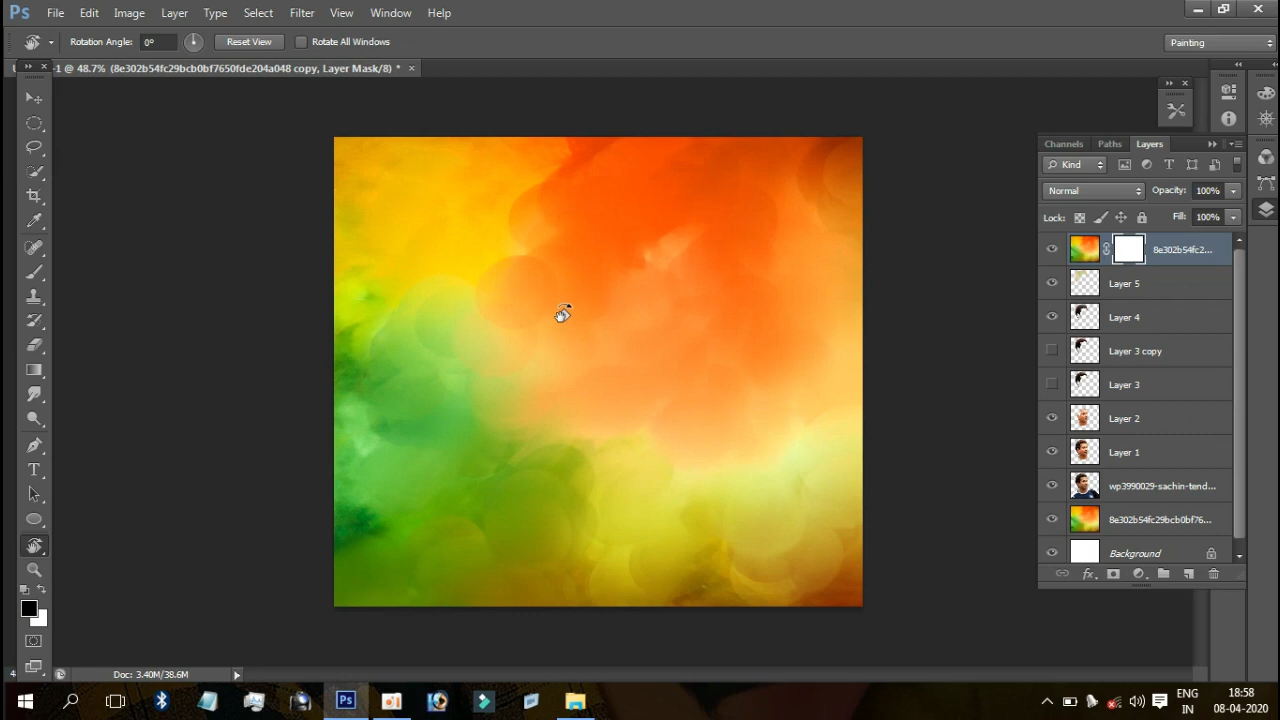 Ps File Edit Image Layer Type Select Filter View Window Help
Rotation Angle: 0° Reset View Rotate All Windows Painting
-1 @ 48.7% (8e302b54fc29bcb0bf7650fde204a048 copy, Layer Mask/8) *
Channels Paths Layers
Kind T
Normal Opacity: 100%
Lock: Fill: 100%
8e302b54fc2...
Layer 5
Layer 4
Layer 3 copy
Layer 3
Layer 2
Layer 1
wp3990029-sachin-tend...
8e302b54fc29bcb0bf76...
Background
fx
T
Doc: 3.40M/38.6M
Ps
ENG
IN
18:58
08-04-2020